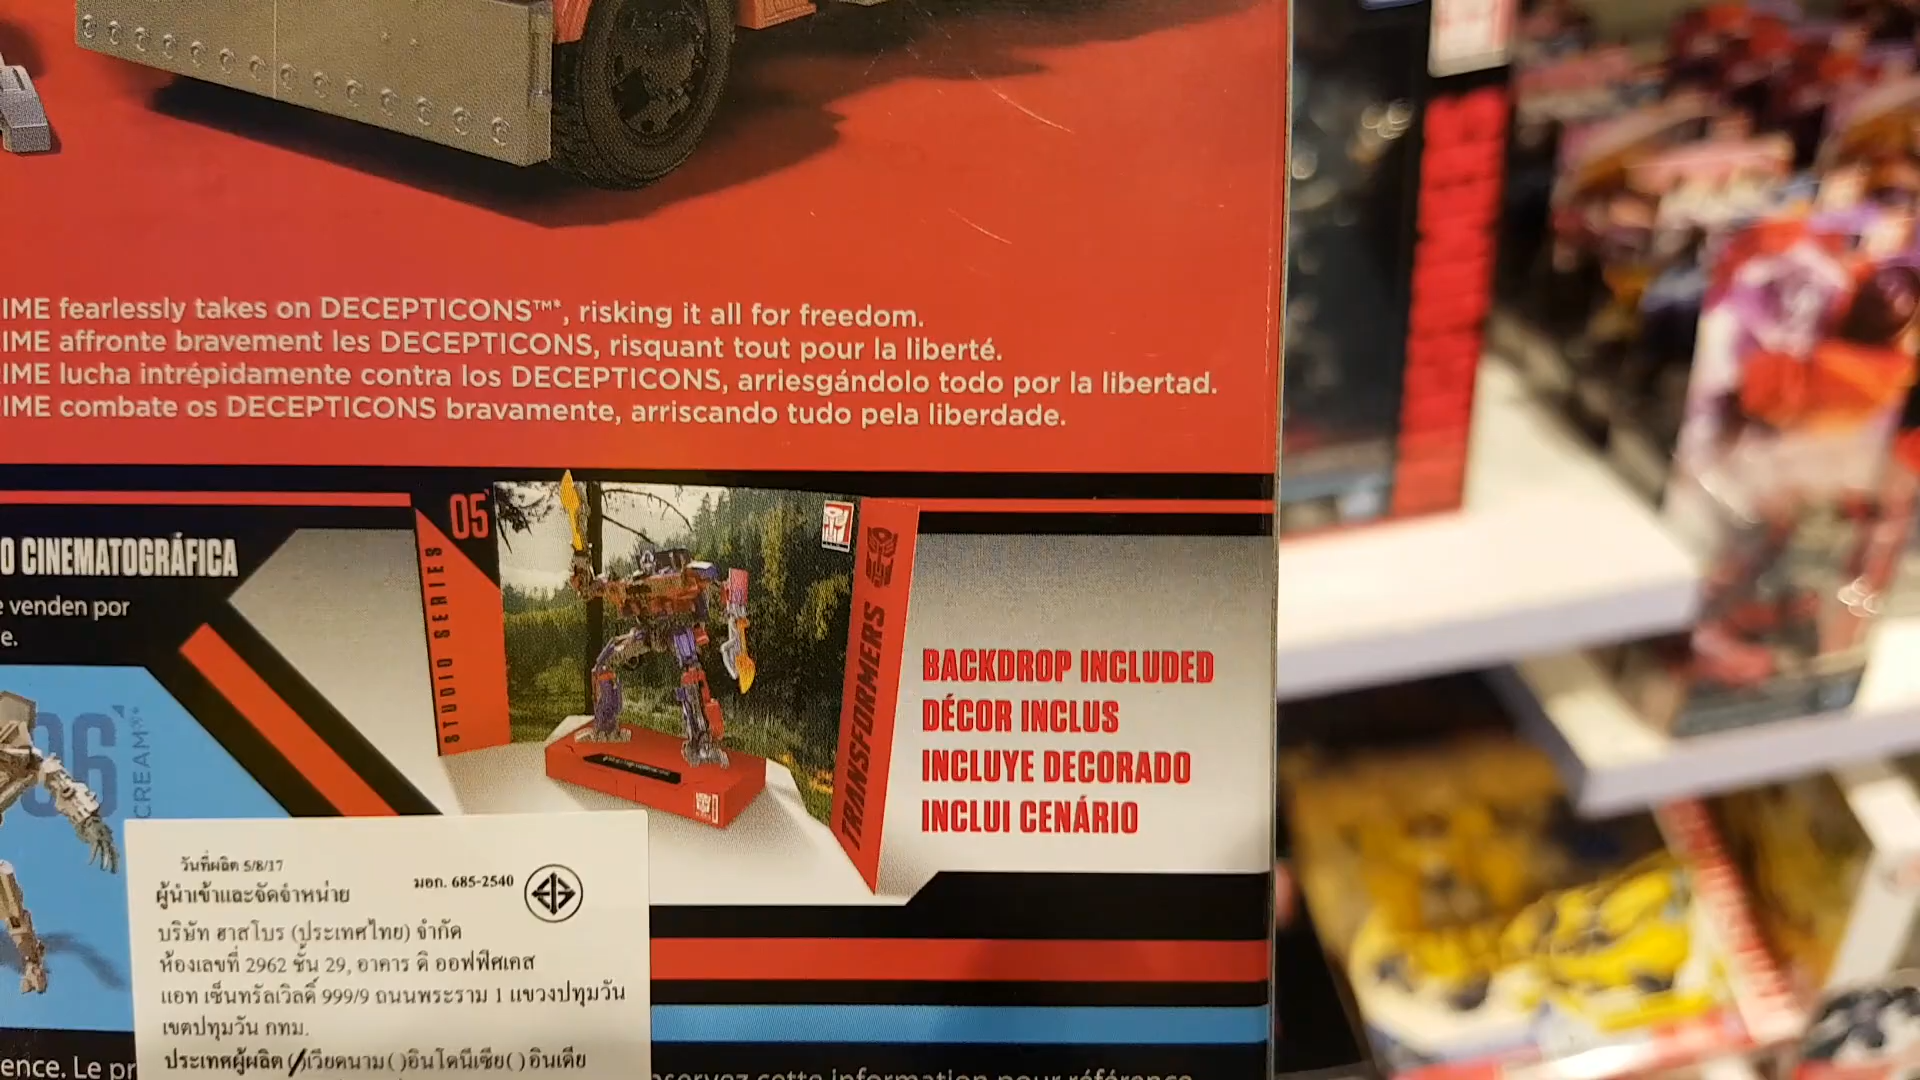 IME fearlessly takes on DECEPTICONS™*, risking it all for freedom.
IME affronte bravement les DECEPTICONS, risquant tout pour la liberté.
IME lucha intrépidamente contra los DECEPTICONS, arriesgándolo todo por la libertad.
IME combate os DECEPTICONS bravamente, arriscando tudo pela liberdade.
O CINEMATOGRÁFICA
e venden por
e.
05
STUDIO SERIES
TRANSFORMERS
BACKDROP INCLUDED
DÉCOR INCLUS
INCLUYE DECORADO
INCLUI CENÁRIO
06
CREAM
วันที่ผลิต 5/8/17
ผู้นำเข้าและจัดจำหน่าย
มอก. 685-2540
บริษัท ฮาสโบร (ประเทศไทย) จำกัด
ห้องเลขที่ 2962 ชั้น 29, อาคาร ดิ ออฟฟิศเคส
แอท เซ็นทรัลเวิลด์ 999/9 ถนนพระราม 1 แขวงปทุมวัน
เขตปทุมวัน กทม.
ประเทศผู้ผลิต (/)เวียดนาม ( )อินโดนีเซีย( ) อินเดีย
ence. Le pr
nservez cette information pour référence